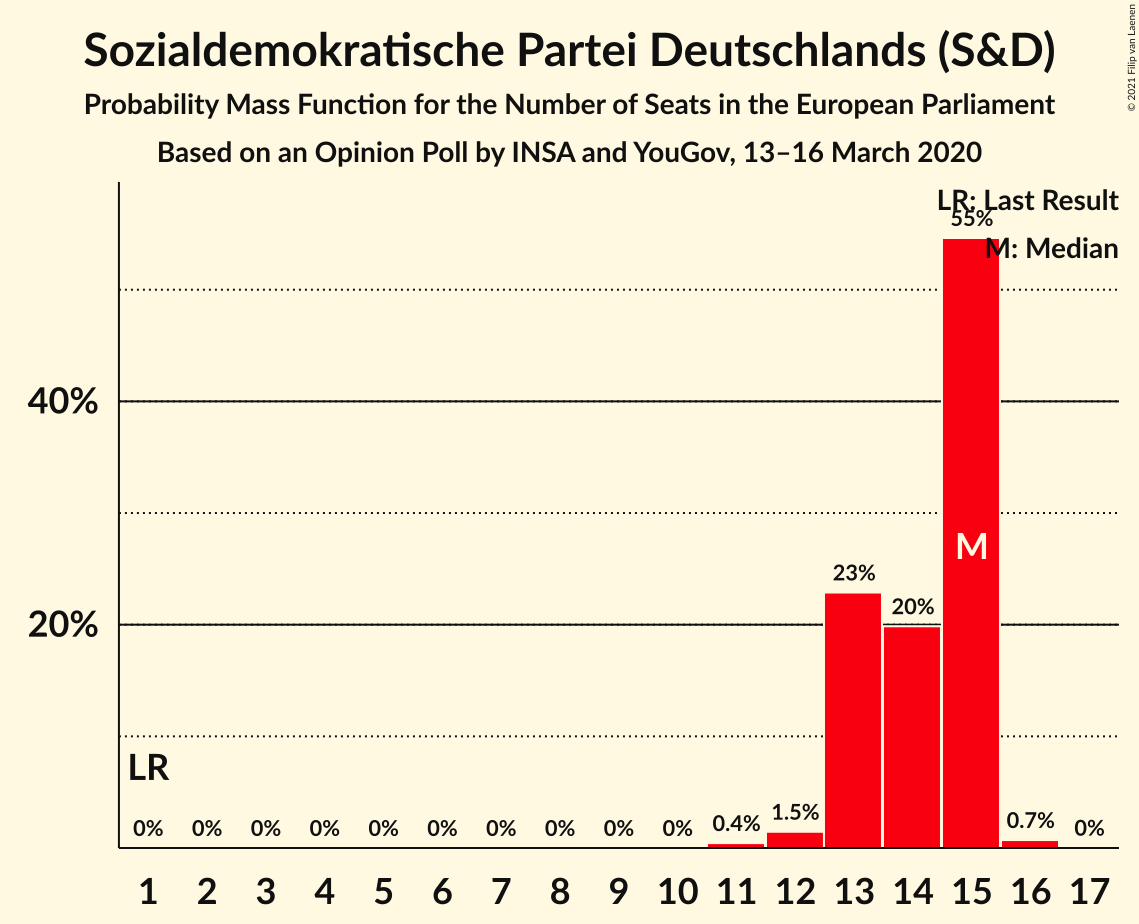 Sozialdemokratische Partei Deutschlands (S&D)
Probability Mass Function for the Number of Seats in the European Parliament
Based on an Opinion Poll by INSA and YouGov, 13–16 March 2020
© 2021 Filip van Laenen
LR: Last Result
M: Median
55%
40%
M
23%
20%
20%
LR
0% 0% 0% 0% 0% 0% 0% 0% 0% 0% 0.4% 1.5% 0.7% 0%
1 2 3 4 5 6 7 8 9 10 11 12 13 14 15 16 17